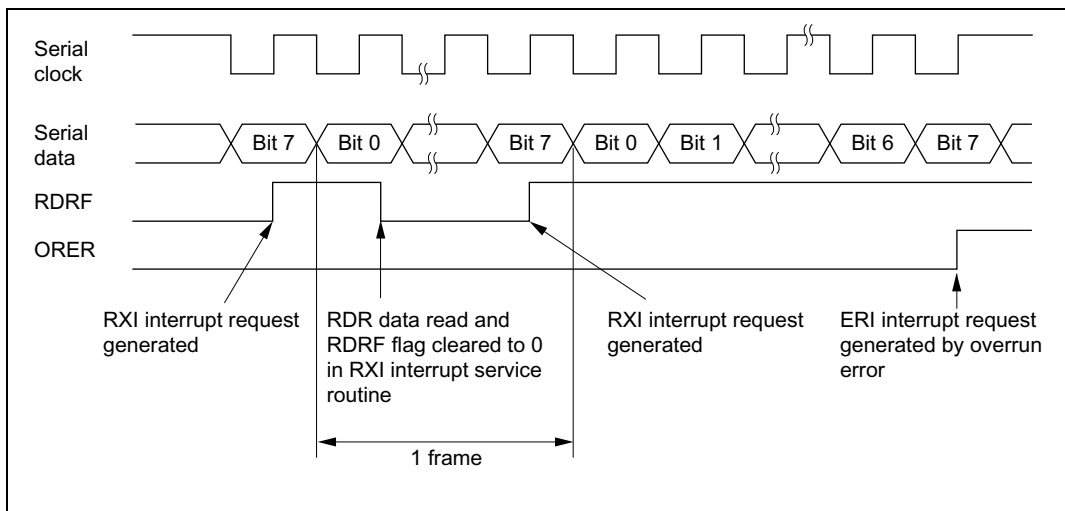 Serial
clock
Serial
data
Bit 7
Bit 0
Bit 7
Bit 0
Bit 1
Bit 6
Bit 7
RDRF
ORER
RXI interrupt request
generated
RDR data read and
RDRF flag cleared to 0
in RXI interrupt service
routine
RXI interrupt request
generated
ERI interrupt request
generated by overrun
error
1 frame